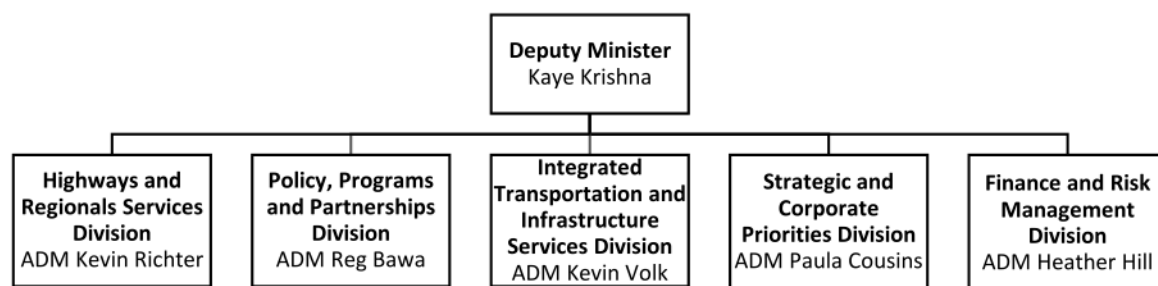 Deputy Minister
Kaye Krishna
Highways and
Regionals Services
Division
ADM Kevin Richter
Policy, Programs
and Partnerships
Division
ADM Reg Bawa
Integrated
Transportation and
Infrastructure
Services Division
ADM Kevin Volk
Strategic and
Corporate
Priorities Division
ADM Paula Cousins
Finance and Risk
Management
Division
ADM Heather Hill